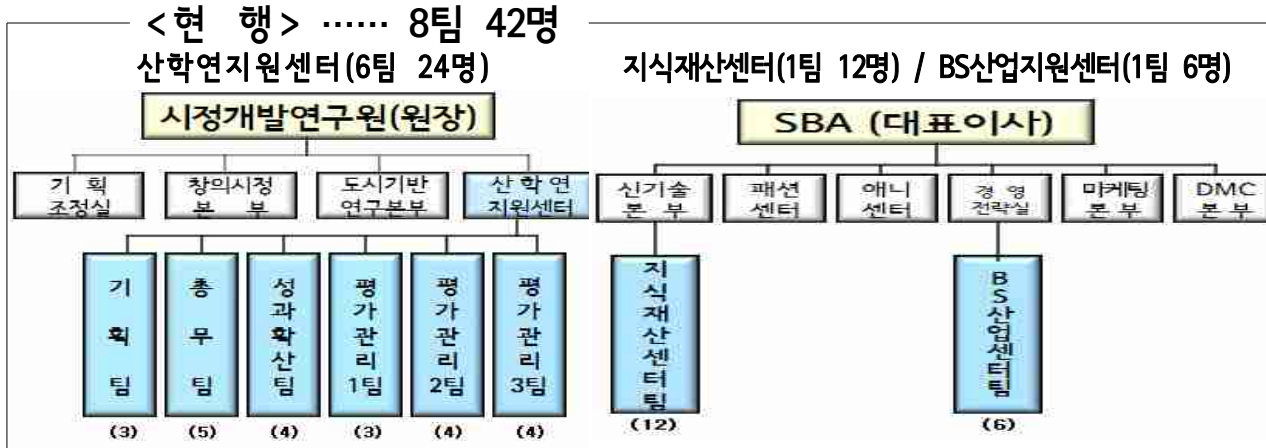 <현 행> …… 8팀 42명
산학연지원센터(6팀 24명)
지식재산센터(1팀 12명) / BS산업지원센터(1팀 6명)
시정개발연구원(원장)
SBA (대표이사)
기 획
조정실
창의시정
본 부
도시기반
연구본부
산 학 연
지원센터
신기술
본 부
패션
센터
애니
센터
경 영
전략실
마케팅
본 부
DMC
본 부
기획팀
총무팀
성과확산팀
평가관리1팀
평가관리2팀
평가관리3팀
지식재산센터팀
BS산업센터팀
(3)
(5)
(4)
(3)
(4)
(4)
(12)
(6)